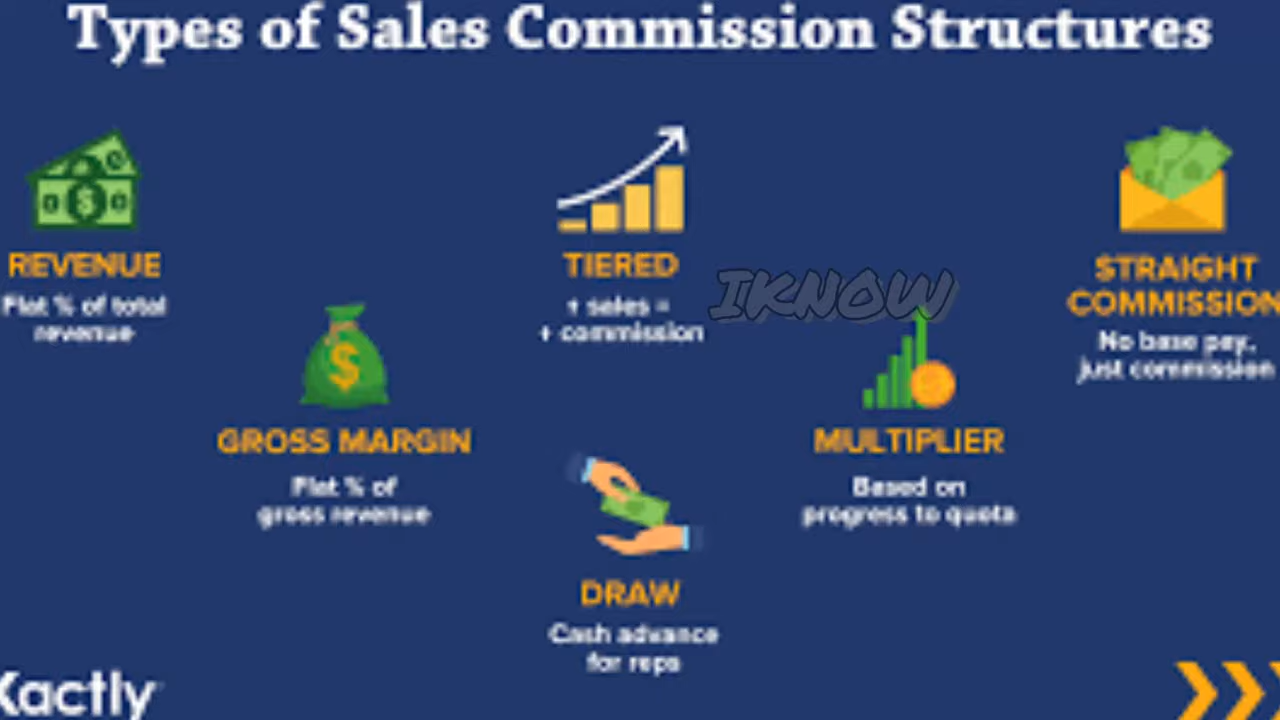 Types of Sales Commission Structures
REVENUE
Flat % of total
revenue
GROSS MARGIN
Flat % of
gross revenue
TIERED
+ sales =
+ commission
IKNOW
DRAW
Cash advance
for reps
MULTIPLIER
Based on
progress to quota
STRAIGHT
COMMISSION
No base pay,
just commission
Xactly